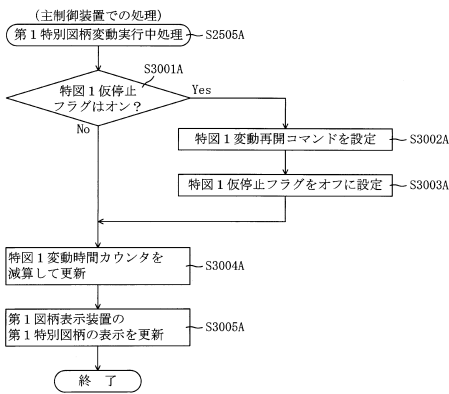 (主制御装置での処理)
第1特別図柄変動実行中処理
S2505A
S3001A
特図1仮停止
フラグはオン?
Yes
No
特図1変動再開コマンドを設定
S3002A
特図1仮停止フラグをオフに設定
S3003A
特図1変動時間カウンタを
減算して更新
S3004A
第1図柄表示装置の
第1特別図柄の表示を更新
S3005A
終 了